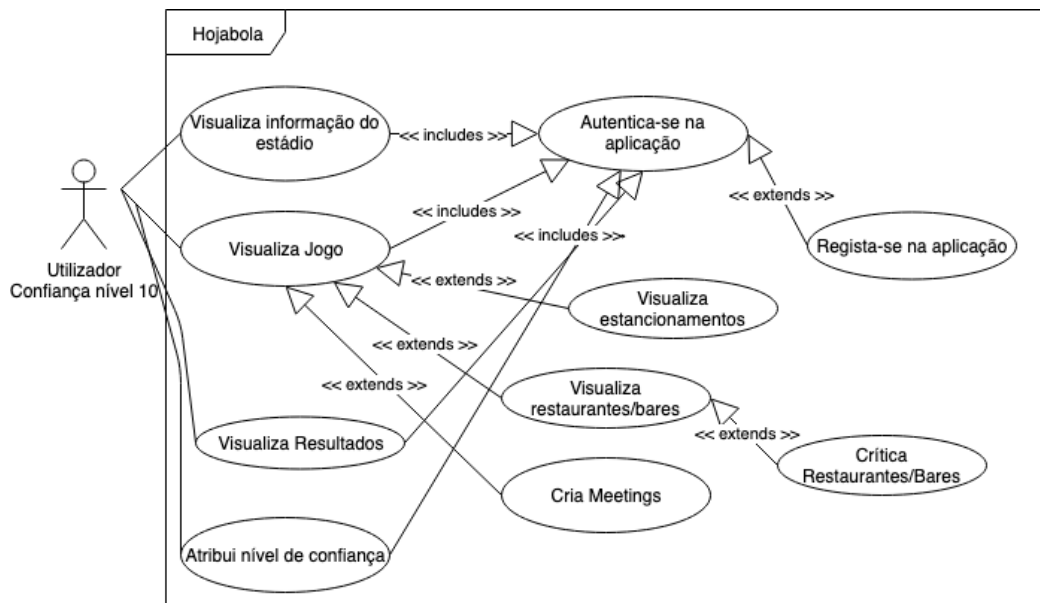 Hojabola
Visualiza informação do
estádio
<< includes >>
Autentica-se na
aplicação
<< extends >>
Utilizador
Confiança nível 10
Visualiza Jogo
<< includes >>
<< includes >>
Regista-se na aplicação
<< extends >>
Visualiza
estancionamentos
<< extends >>
<< extends >>
Visualiza
restaurantes/bares
<< extends >>
Visualiza Resultados
Crítica
Restaurantes/Bares
Cria Meetings
Atribui nível de confiança